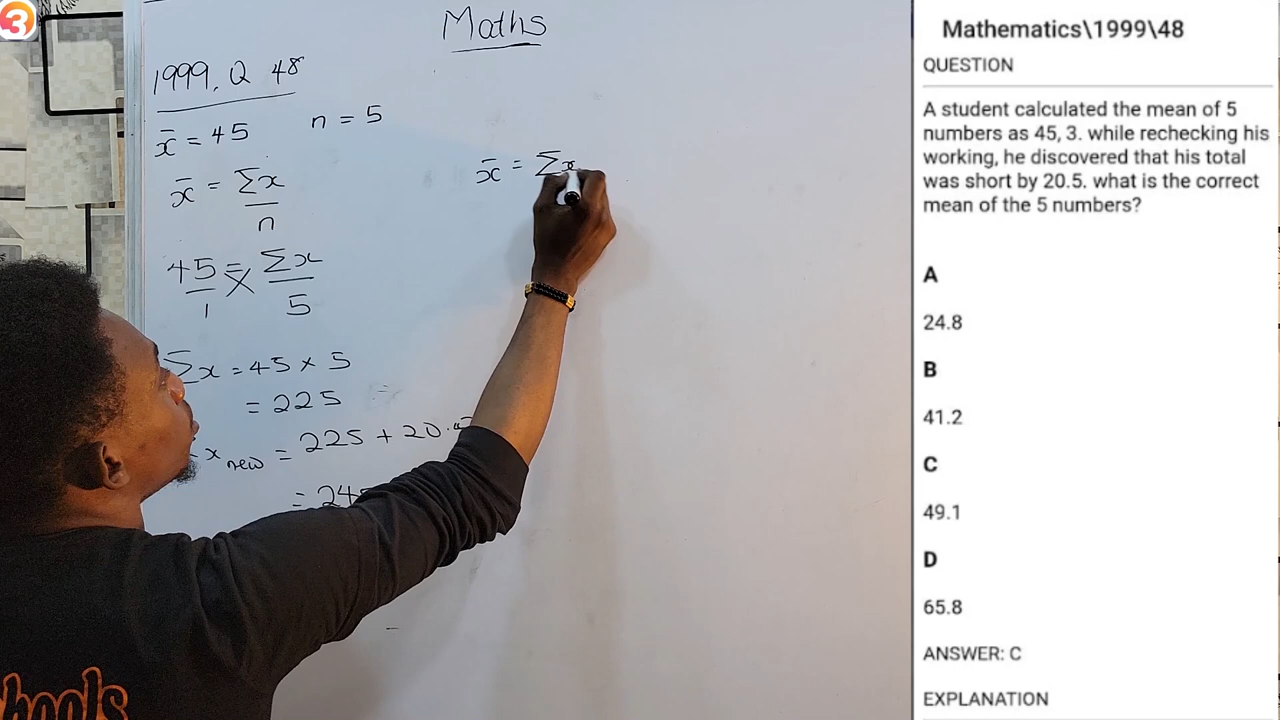 3
Maths
1999, Q 48
x̄ = 45 n = 5
x̄ = Σx
n
x̄ = Σx
45 = Σx
1 5
Σx = 45 × 5
= 225 =
x new = 225 + 20.
= 24
hools
Mathematics\1999\48
QUESTION
A student calculated the mean of 5
numbers as 45, 3. while rechecking his
working, he discovered that his total
was short by 20.5. what is the correct
mean of the 5 numbers?
A
24.8
B
41.2
C
49.1
D
65.8
ANSWER: C
EXPLANATION